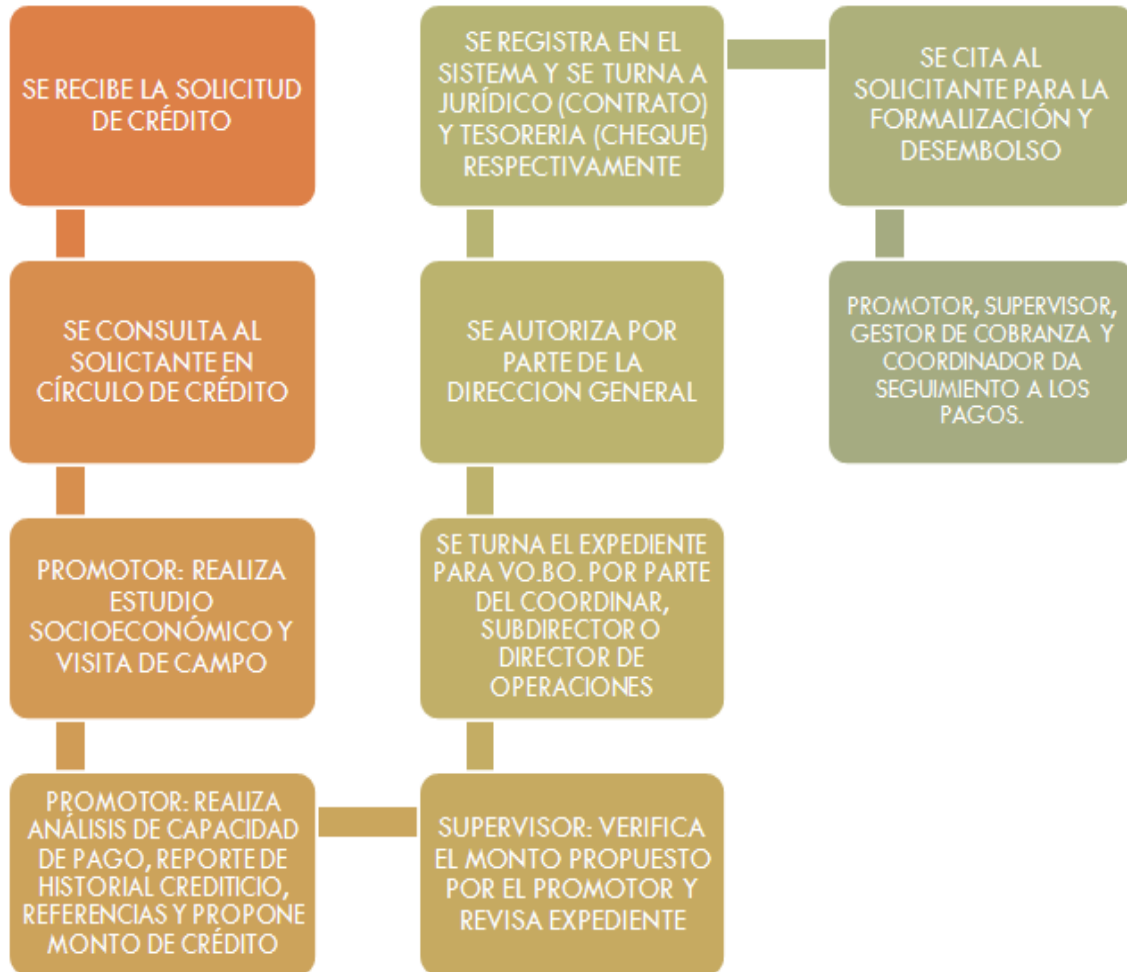 SE RECIBE LA SOLICITUD
DE CRÉDITO
SE CONSULTA AL
SOLICTANTE EN
CÍRCULO DE CRÉDITO
PROMOTOR: REALIZA
ESTUDIO
SOCIOECONÓMICO Y
VISITA DE CAMPO
PROMOTOR: REALIZA
ANÁLISIS DE CAPACIDAD
DE PAGO, REPORTE DE
HISTORIAL CREDITICIO,
REFERENCIAS Y PROPONE
MONTO DE CRÉDITO
SUPERVISOR: VERIFICA
EL MONTO PROPUESTO
POR EL PROMOTOR Y
REVISA EXPEDIENTE
SE TURNA EL EXPEDIENTE
PARA VO.BO. POR PARTE
DEL COORDINAR,
SUBDIRECTOR O
DIRECTOR DE
OPERACIONES
SE AUTORIZA POR
PARTE DE LA
DIRECCION GENERAL
SE REGISTRA EN EL
SISTEMA Y SE TURNA A
JURÍDICO (CONTRATO)
Y TESORERIA (CHEQUE)
RESPECTIVAMENTE
SE CITA AL
SOLICITANTE PARA LA
FORMALIZACIÓN Y
DESEMBOLSO
PROMOTOR, SUPERVISOR,
GESTOR DE COBRANZA Y
COORDINADOR DA
SEGUIMIENTO A LOS
PAGOS.